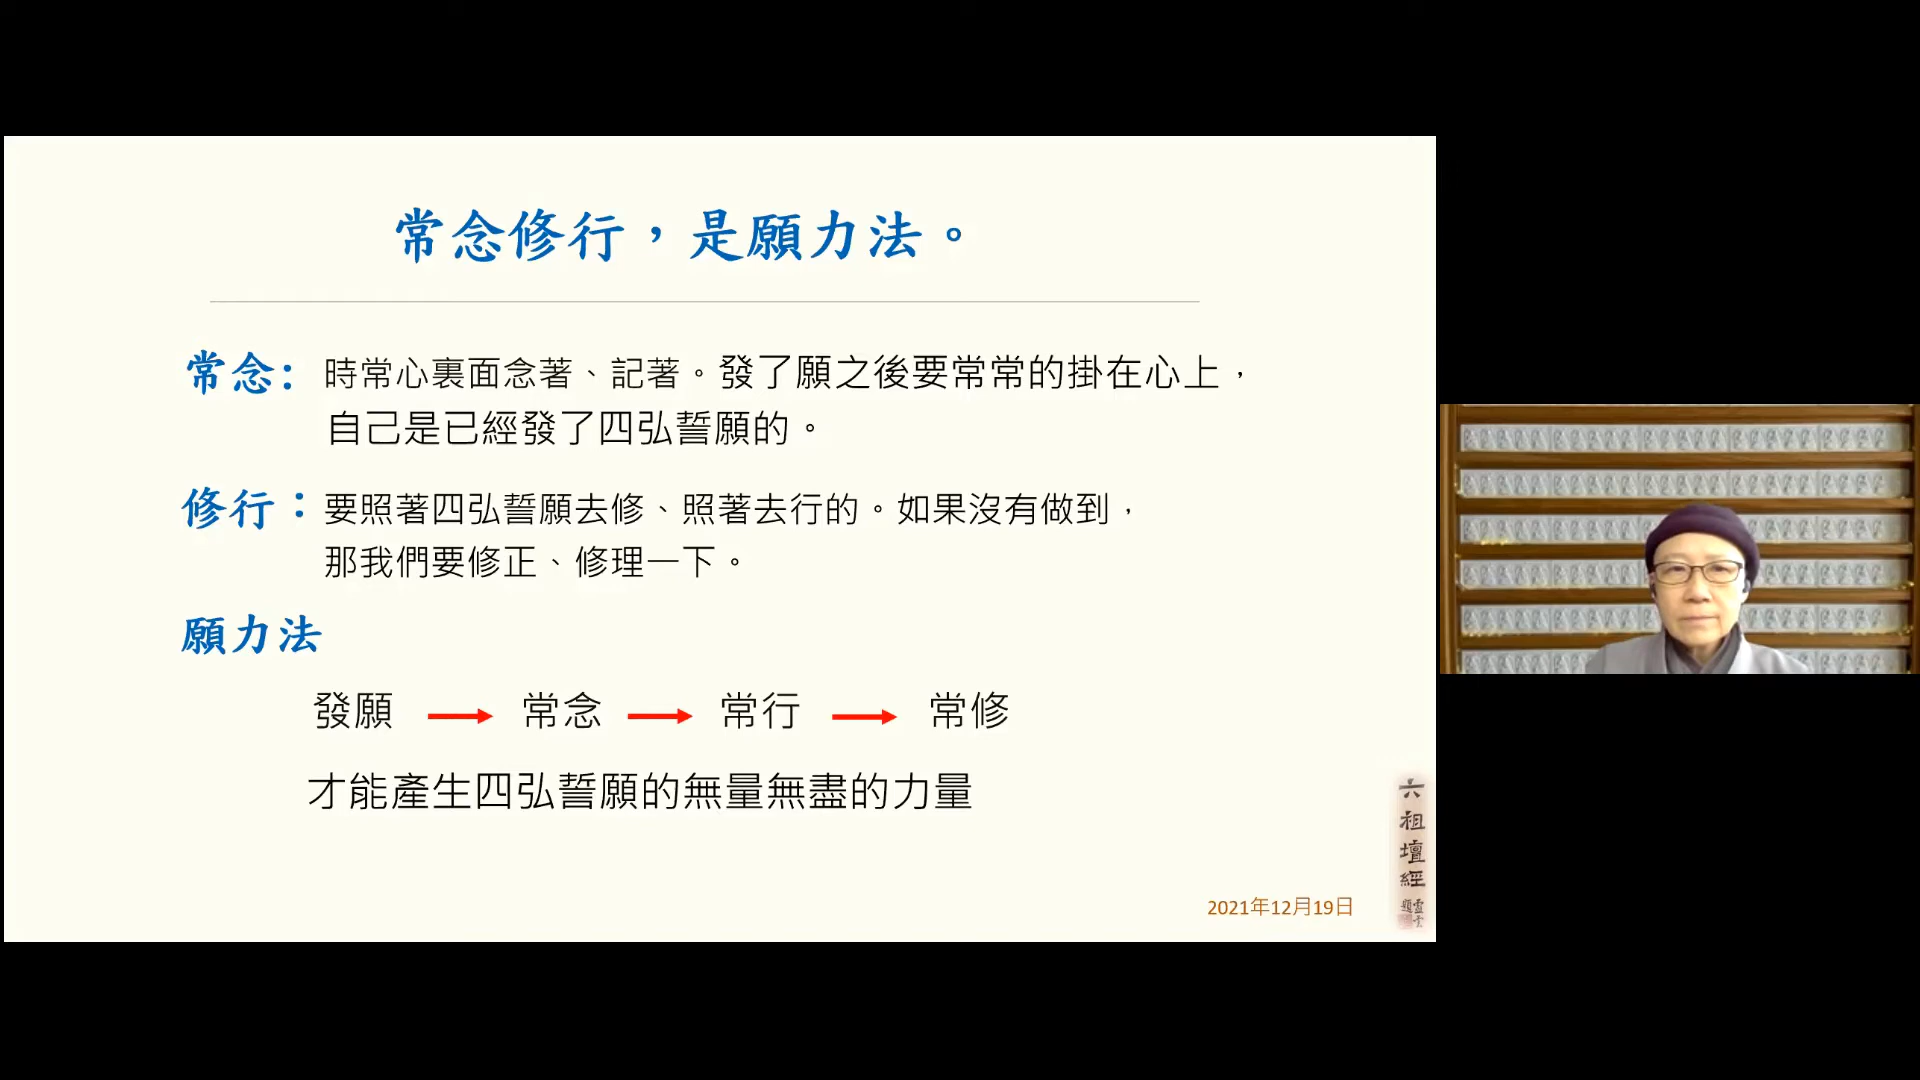 常念修行，是願力法。
常念: 時常心裏面念著、記著。發了願之後要常常的掛在心上，
自己是已經發了四弘誓願的。
修行：要照著四弘誓願去修、照著去行的。如果沒有做到，
那我們要修正、修理一下。
願力法
發願 → 常念 → 常行 → 常修
才能產生四弘誓願的無量無盡的力量
2021年12月19日
六祖壇經